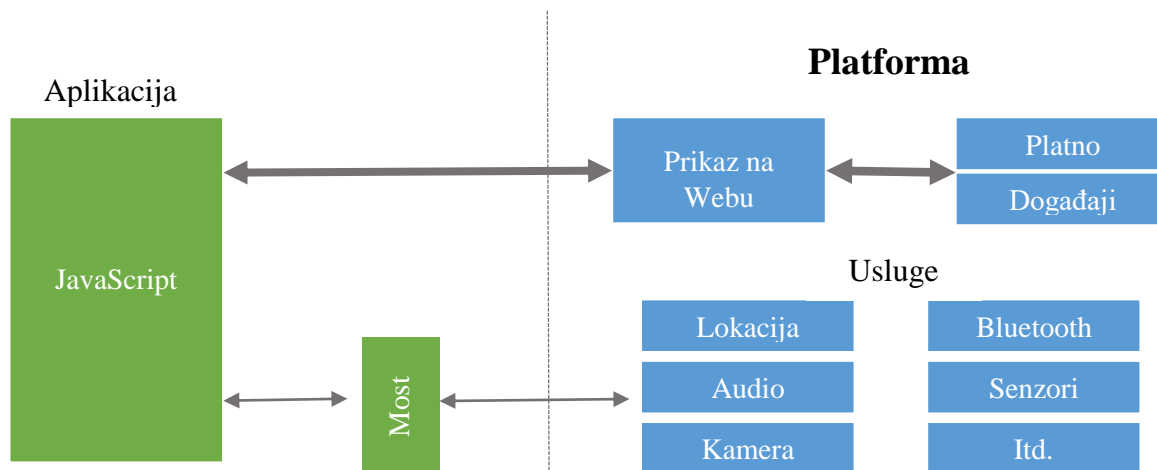 Platforma
Aplikacija
JavaScript
Prikaz na
Webu
Platno
Događaji
Usluge
Most
Lokacija
Bluetooth
Audio
Senzori
Kamera
Itd.